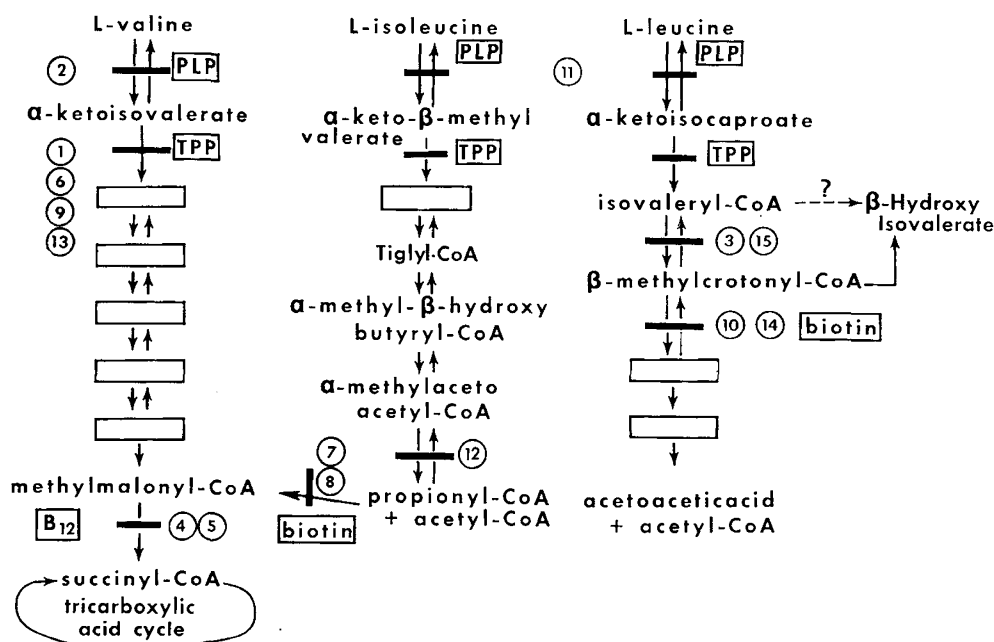 L-valine
② PLP
α-ketoisovalerate
① TPP
⑥
⑨
⑬
methylmalonyl-CoA
B12 ④ ⑤
succinyl-CoA
tricarboxylic
acid cycle
L-isoleucine
PLP
α-keto-β-methyl
valerate
TPP
Tiglyl-CoA
α-methyl-β-hydroxy
butyryl-CoA
α-methylaceto
acetyl-CoA
⑫
⑦
⑧
biotin
propionyl-CoA
+ acetyl-CoA
L-leucine
⑪ PLP
α-ketoisocaproate
TPP
isovaleryl-CoA ? β-Hydroxy
Isovalerate
③ ⑮
β-methylcrotonyl-CoA
⑩ ⑭ biotin
acetoaceticacid
+ acetyl-CoA